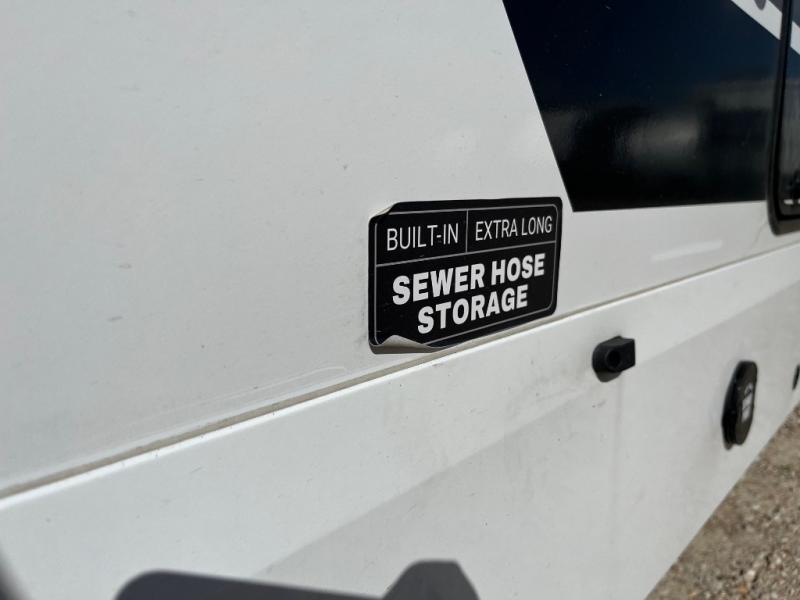 BUILT-IN EXTRA LONG
SEWER HOSE
STORAGE